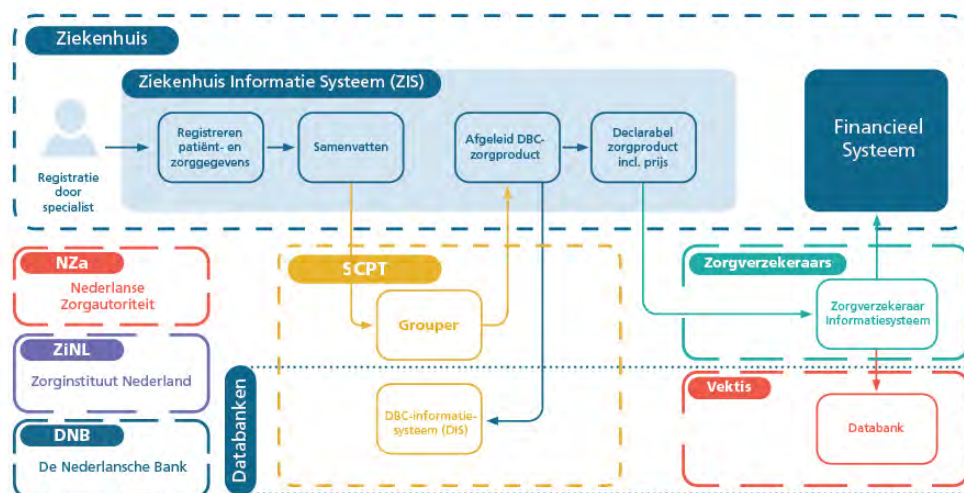 Ziekenhuis
Ziekenhuis Informatie Systeem (ZIS)
Registratie
door
specialist
Registreren
patiënt- en
zorggegevens
Samenvatten
Afgeleid DBC-
zorgproduct
Declarabel
zorgproduct
incl. prijs
Financieel
Systeem
NZa
Nederlanse
Zorgautoriteit
ZiNL
Zorginstituut Nederland
DNB
De Nederlansche Bank
SCPT
Grouper
Databanken
DBC-informatie-
systeem (DIS)
Zorgverzekeraars
Zorgverzekeraar
Informatiesysteem
Vektis
Databank